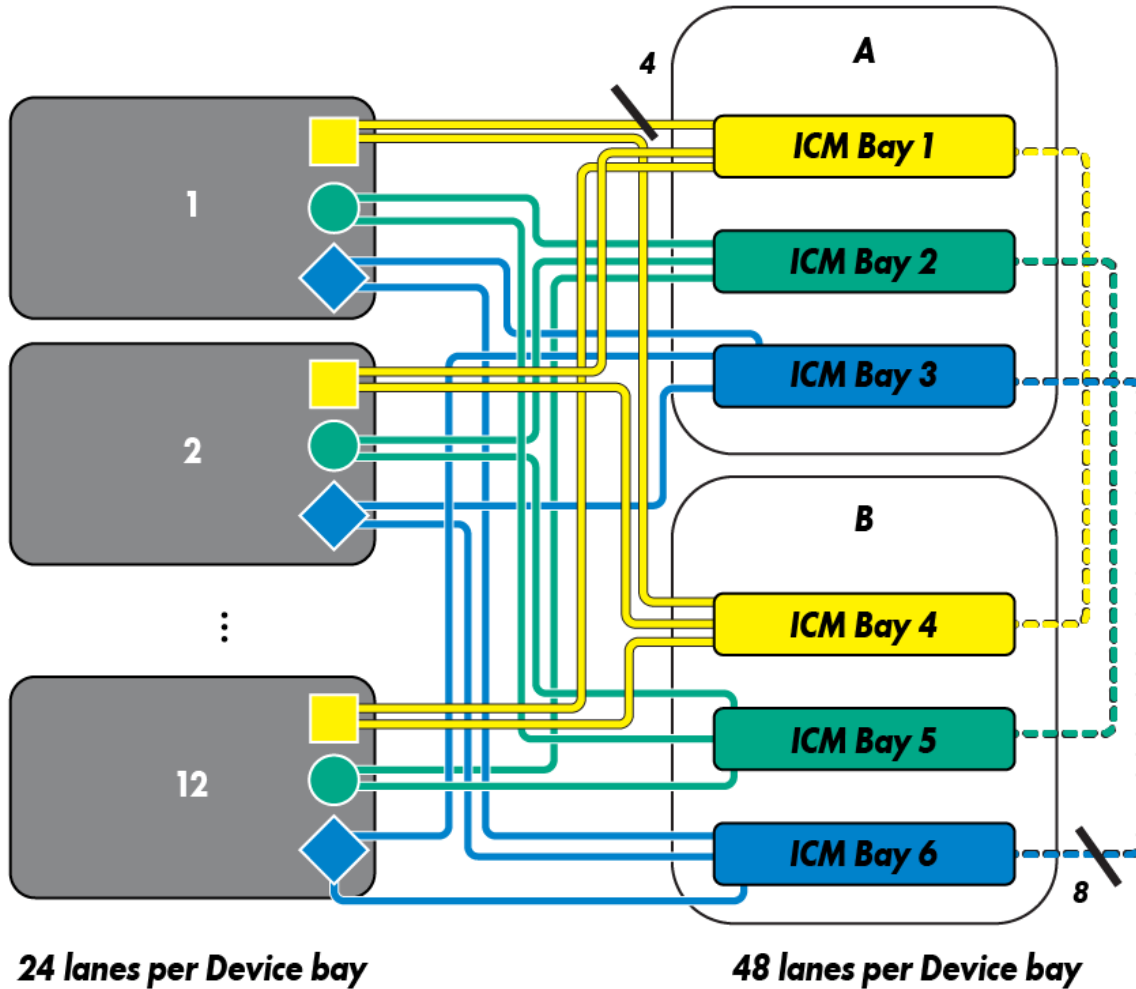 4
A
ICM Bay 1
1
ICM Bay 2
ICM Bay 3
2
B
ICM Bay 4
⋮
ICM Bay 5
12
ICM Bay 6
8
24 lanes per Device bay
48 lanes per Device bay